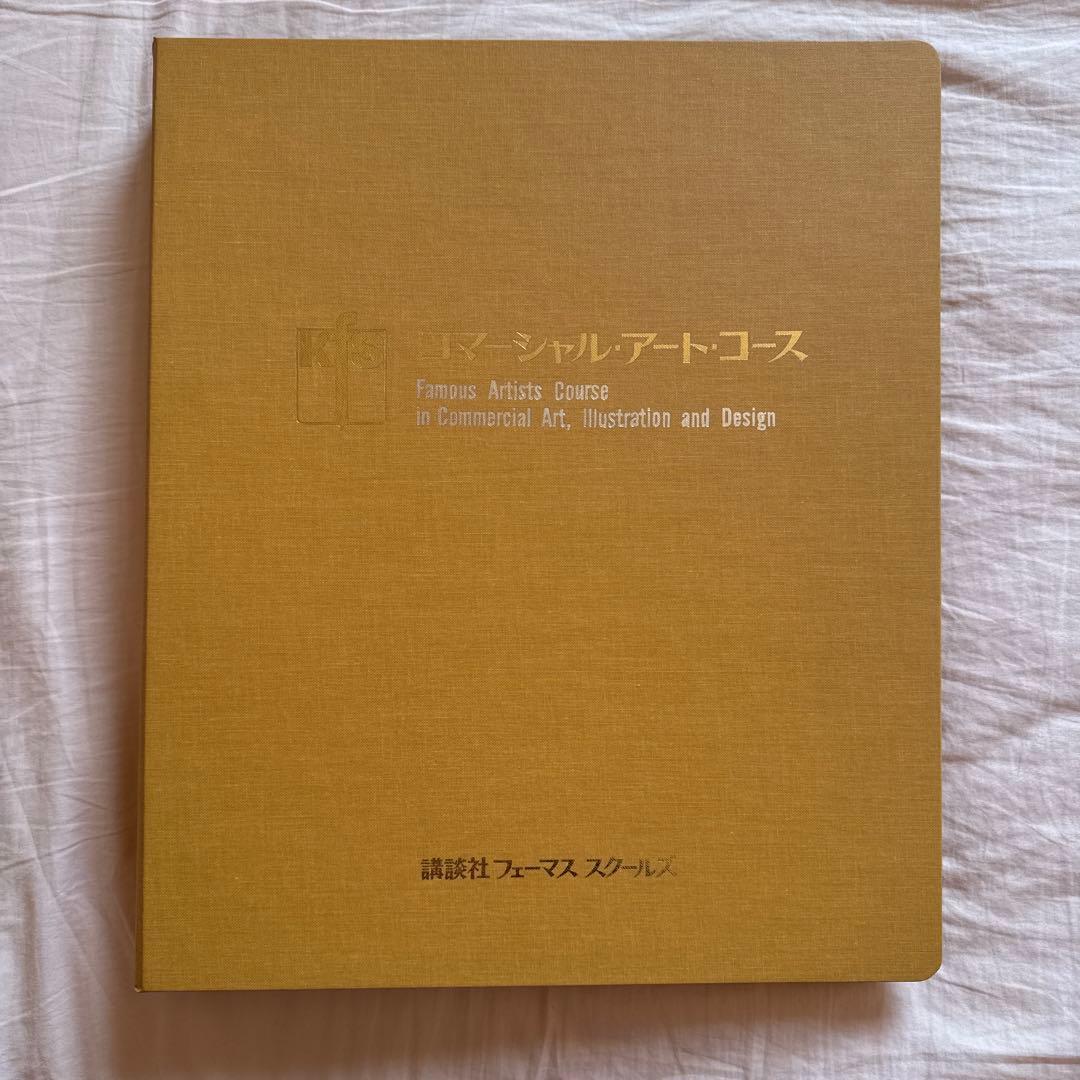 Kfs
コマーシャル・アート・コース
Famous Artists Course
in Commercial Art, Illustration and Design
講談社 フェーマス スクールズ